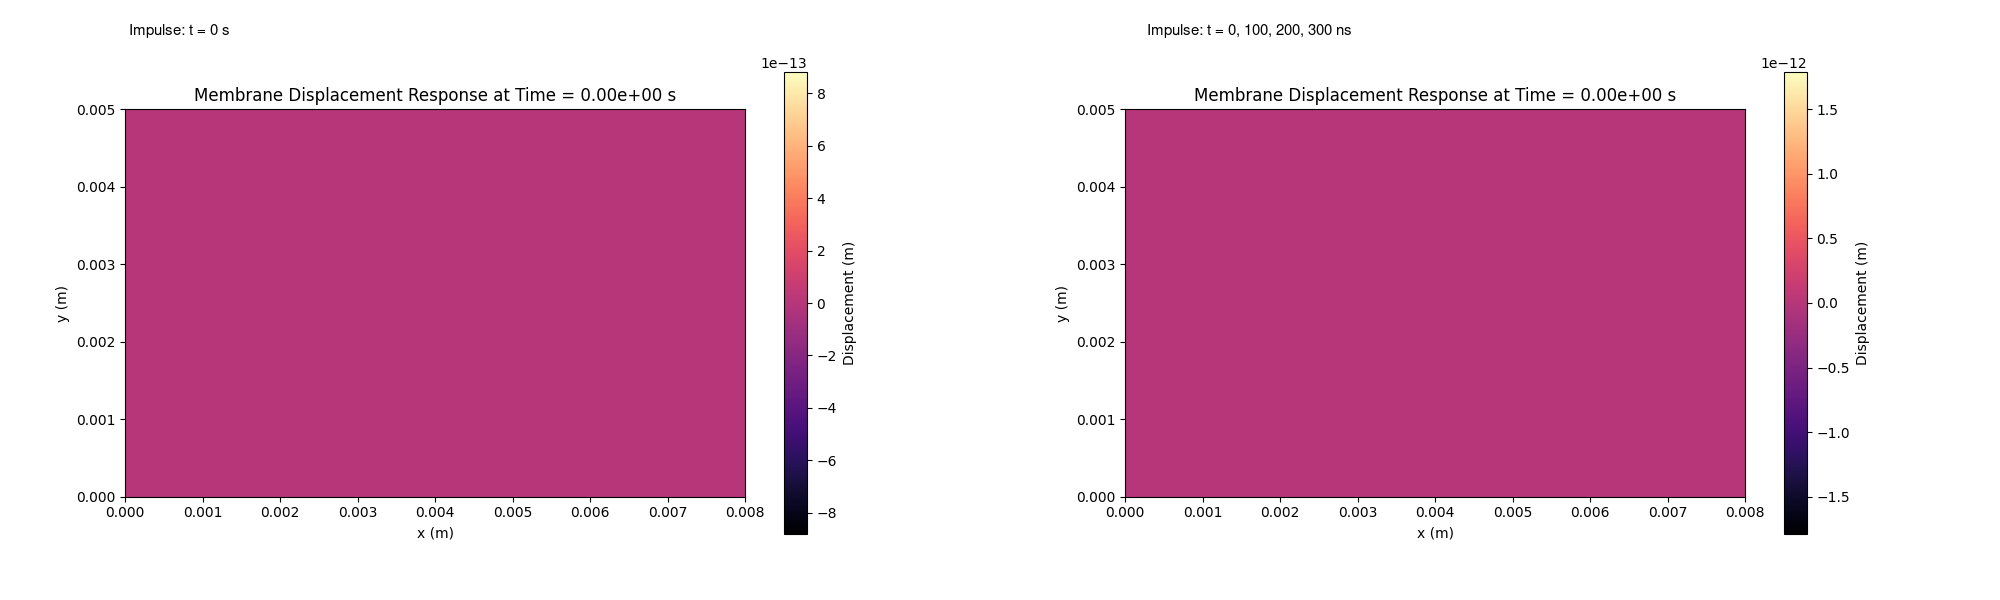 Impulse: t = 0 s
1e−13
Membrane Displacement Response at Time = 0.00e+00 s
0.005
0.004
0.003
0.002
0.001
0.000
y (m)
0.000 0.001 0.002 0.003 0.004 0.005 0.006 0.007 0.008
x (m)
8
6
4
2
0
−2
−4
−6
−8
Displacement (m)
Impulse: t = 0, 100, 200, 300 ns
1e−12
Membrane Displacement Response at Time = 0.00e+00 s
0.005
0.004
0.003
0.002
0.001
0.000
y (m)
0.000 0.001 0.002 0.003 0.004 0.005 0.006 0.007 0.008
x (m)
1.5
1.0
0.5
0.0
−0.5
−1.0
−1.5
Displacement (m)